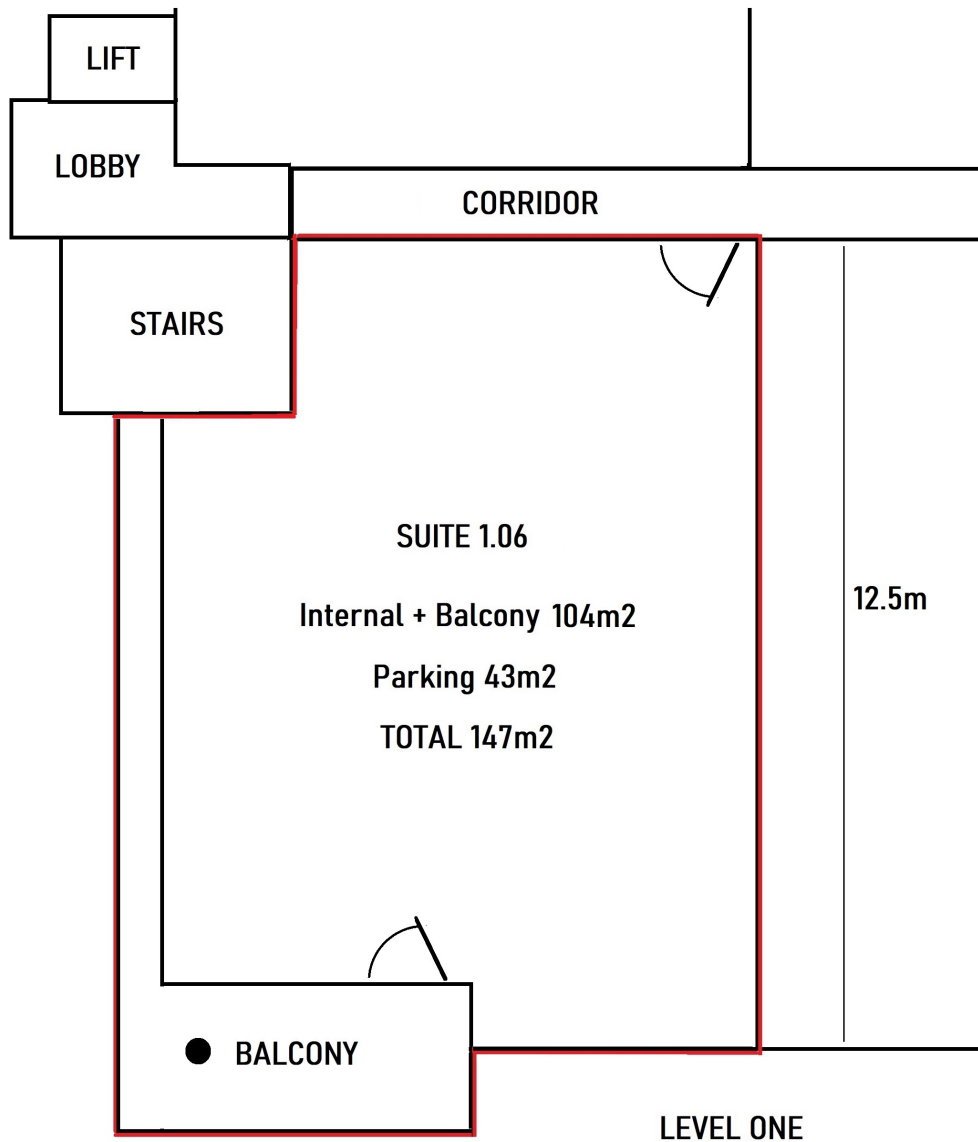 LIFT
LOBBY
CORRIDOR
STAIRS
SUITE 1.06
Internal + Balcony 104m2
12.5m
Parking 43m2
TOTAL 147m2
BALCONY
LEVEL ONE